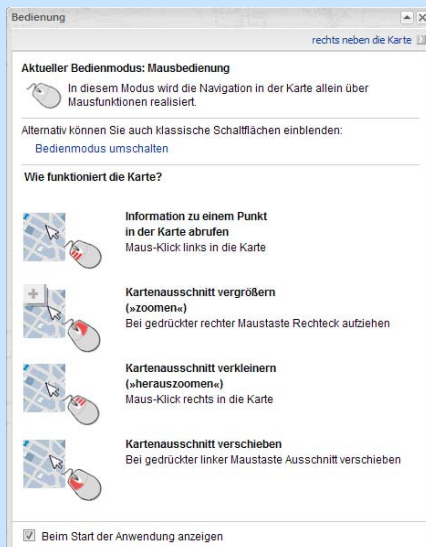 Bedienung
rechts neben die Karte
Aktueller Bedienmodus: Mausbedienung
In diesem Modus wird die Navigation in der Karte allein über
Mausfunktionen realisiert.
Alternativ können Sie auch klassische Schaltflächen einblenden:
Bedienmodus umschalten
Wie funktioniert die Karte?
Information zu einem Punkt
in der Karte abrufen
Maus-Klick links in die Karte
Kartenausschnitt vergrößern
(»zoomen«)
Bei gedrückter rechter Maustaste Rechteck aufziehen
Kartenausschnitt verkleinern
(»herauszoomen«)
Maus-Klick rechts in die Karte
Kartenausschnitt verschieben
Bei gedrückter linker Maustaste Ausschnitt verschieben
Beim Start der Anwendung anzeigen